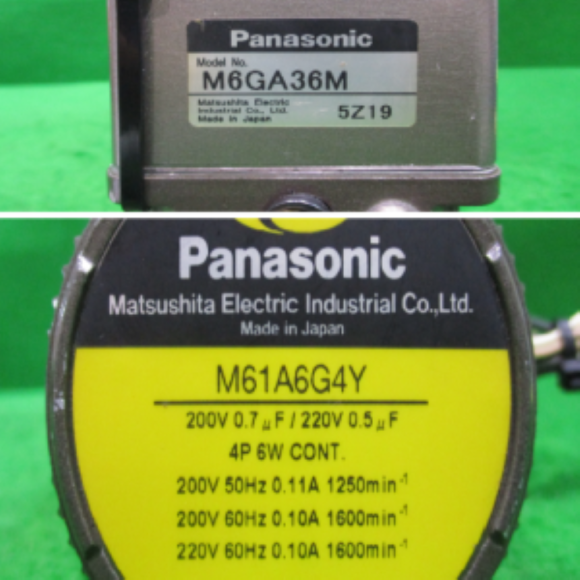 Panasonic
Model No.
M6GA36M
Matsushita Electric
Industrial Co., Ltd.
Made in Japan
5Z19
Panasonic
Matsushita Electric Industrial Co.,Ltd.
Made in Japan
M61A6G4Y
200V 0.7μF / 220V 0.5μF
4P 6W CONT.
200V 50Hz 0.11A 1250min⁻¹
200V 60Hz 0.10A 1600min⁻¹
220V 60Hz 0.10A 1600min⁻¹